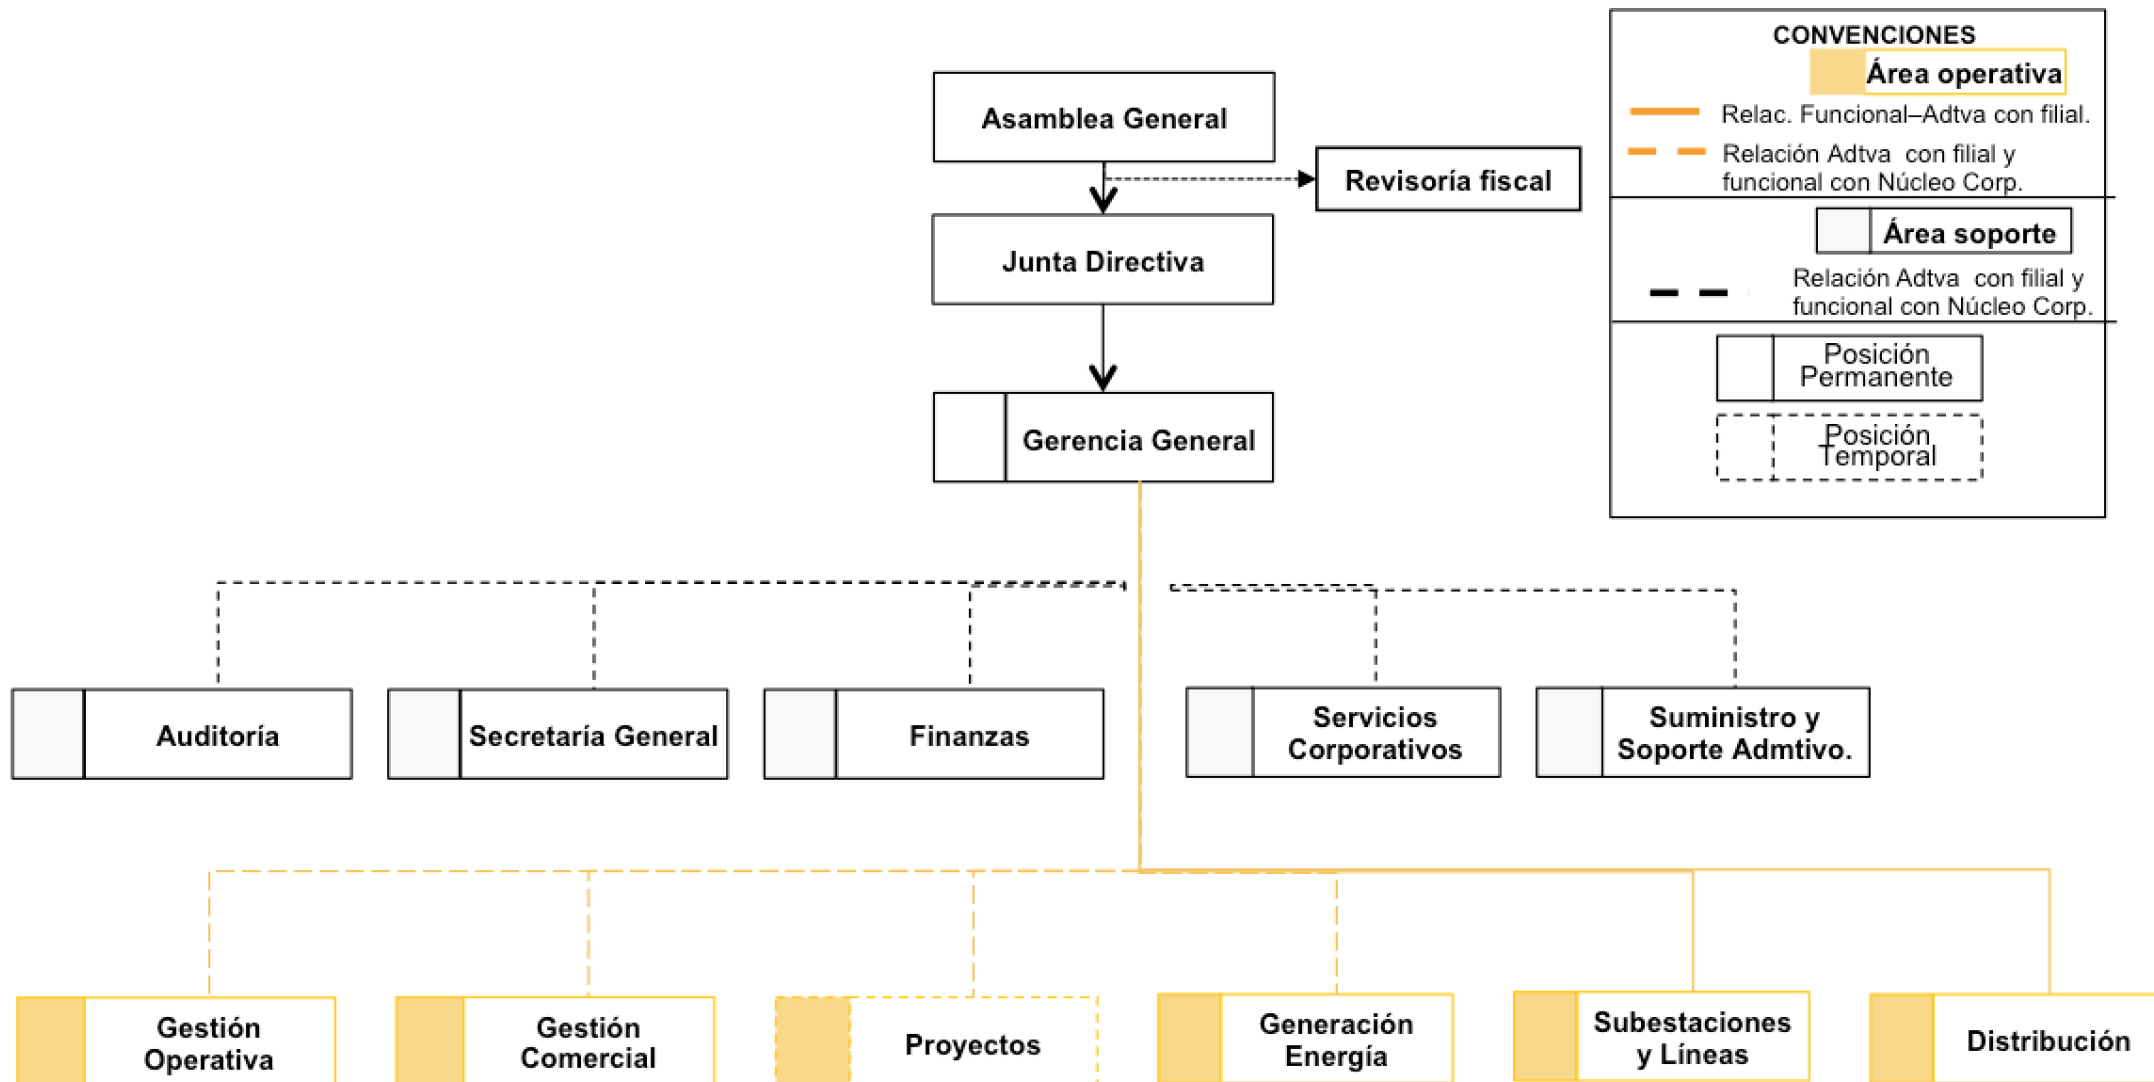 CONVENCIONES
Área operativa
Relac. Funcional–Adtva con filial.
Relación Adtva con filial y
funcional con Núcleo Corp.
Área soporte
Relación Adtva con filial y
funcional con Núcleo Corp.
Posición
Permanente
Posición
Temporal
Asamblea General
Revisoría fiscal
Junta Directiva
Gerencia General
Auditoría
Secretaría General
Finanzas
Servicios
Corporativos
Suministro y
Soporte Admtivo.
Gestión
Operativa
Gestión
Comercial
Proyectos
Generación
Energía
Subestaciones
y Líneas
Distribución